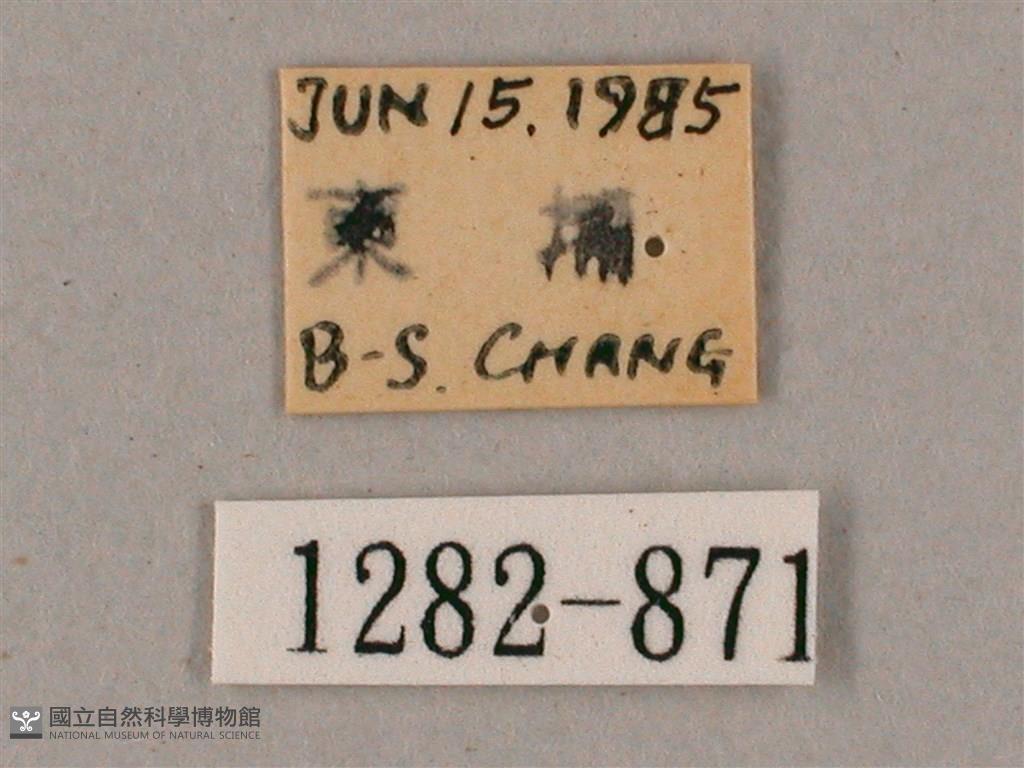 JUN 15. 1985
東埔
B-S. CHANG
1282-871
國立自然科學博物館
NATIONAL MUSEUM OF NATURAL SCIENCE